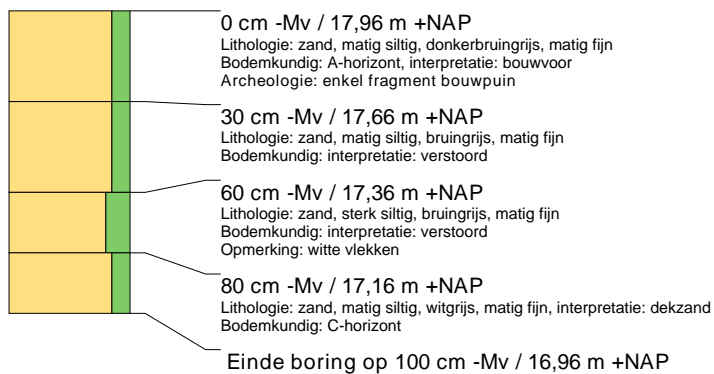 0 cm -Mv / 17,96 m +NAP
Lithologie: zand, matig siltig, donkerbruingrijs, matig fijn
Bodemkundig: A-horizont, interpretatie: bouwvoor
Archeologie: enkel fragment bouwpuin
30 cm -Mv / 17,66 m +NAP
Lithologie: zand, matig siltig, bruingrijs, matig fijn
Bodemkundig: interpretatie: verstoord
60 cm -Mv / 17,36 m +NAP
Lithologie: zand, sterk siltig, bruingrijs, matig fijn
Bodemkundig: interpretatie: verstoord
Opmerking: witte vlekken
80 cm -Mv / 17,16 m +NAP
Lithologie: zand, matig siltig, witgrijs, matig fijn, interpretatie: dekzand
Bodemkundig: C-horizont
Einde boring op 100 cm -Mv / 16,96 m +NAP